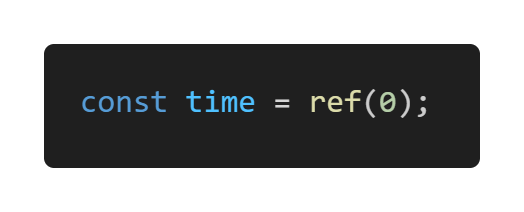 const time = ref(0);